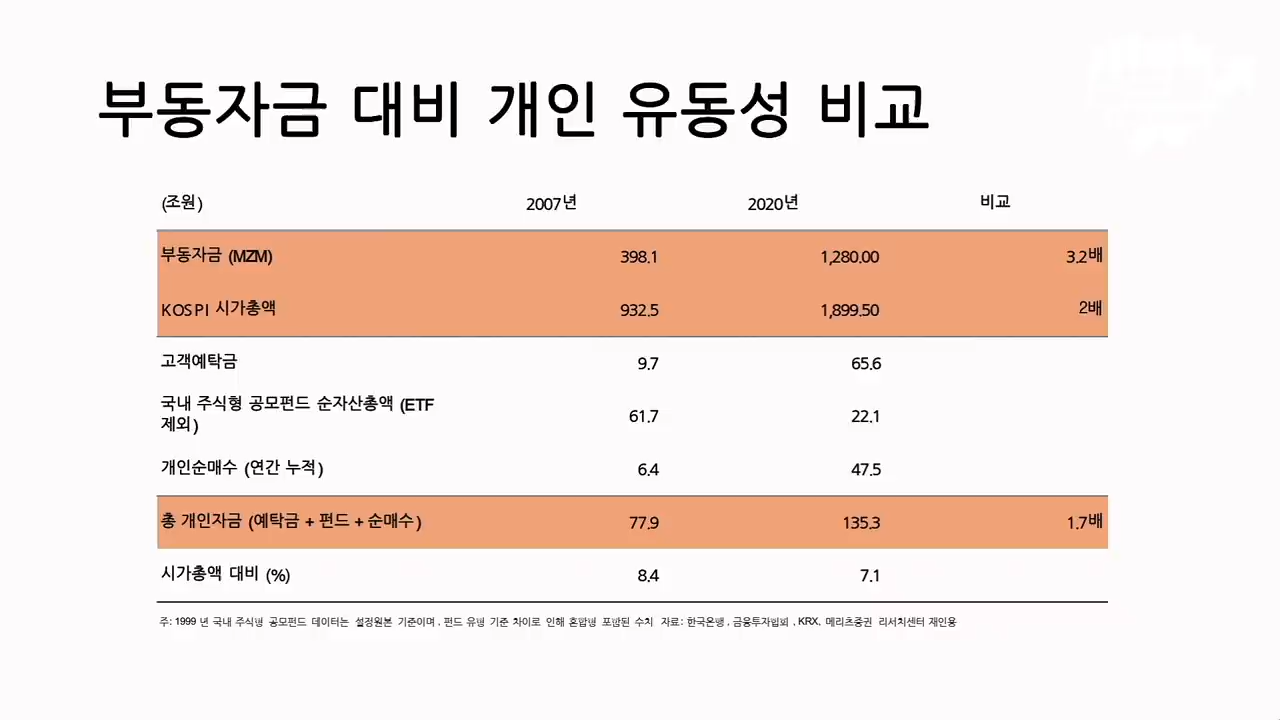 부동자금 대비 개인 유동성 비교
(조원) 2007년 2020년 비교
부동자금 (MZM) 398.1 1,280.00 3.2배
KOSPI 시가총액 932.5 1,899.50 2배
고객예탁금 9.7 65.6
국내 주식형 공모펀드 순자산총액 (ETF
제외) 61.7 22.1
개인순매수 (연간 누적) 6.4 47.5
총 개인자금 (예탁금 + 펀드 + 순매수) 77.9 135.3 1.7배
시가총액 대비 (%) 8.4 7.1
주: 1999 년 국내 주식형 공모펀드 데이터는 설정원본 기준이며, 펀드 유형 기준 차이로 인해 혼합형 포함된 수치 자료: 한국은행, 금융투자협회, KRX, 메리츠증권 리서치센터 재인용